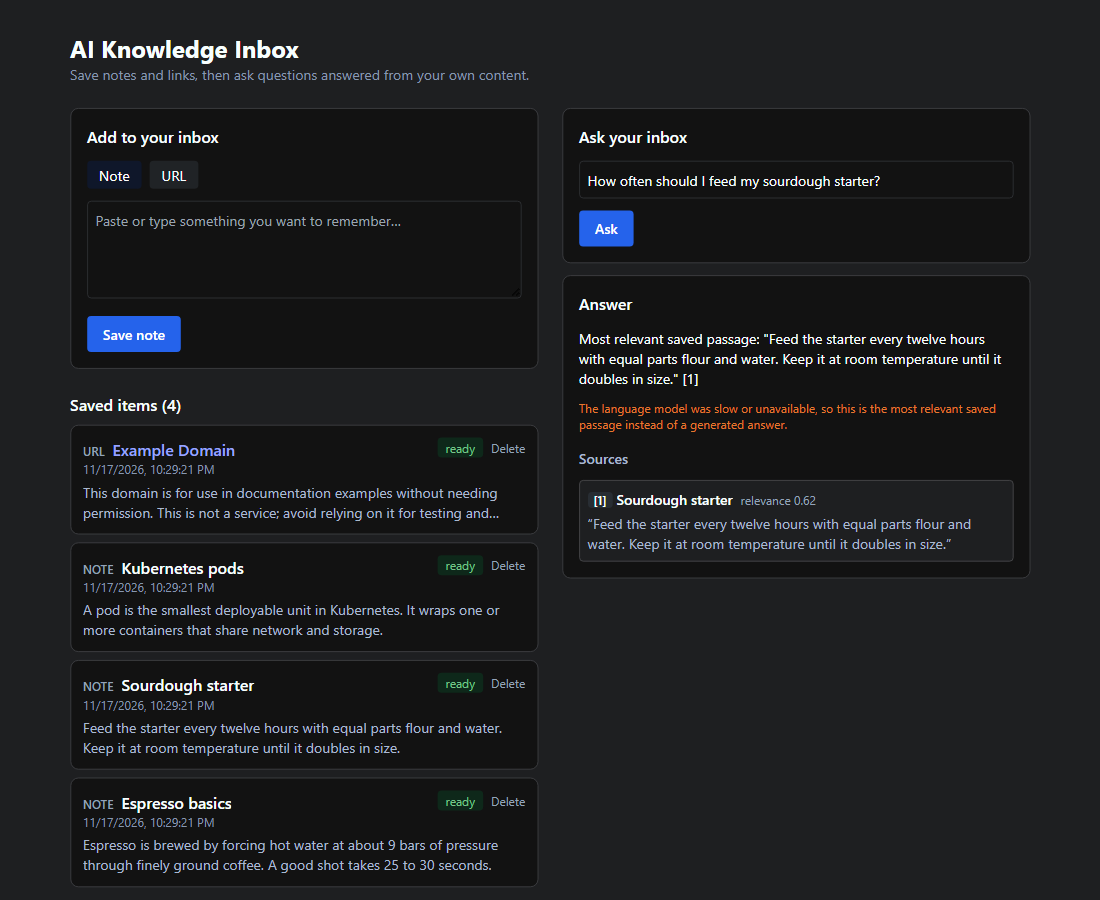 AI Knowledge Inbox
Save notes and links, then ask questions answered from your own content.
Add to your inbox
Note
URL
Paste or type something you want to remember...
Save note
Saved items (4)
URL Example Domain ready Delete
11/17/2026, 10:29:21 PM
This domain is for use in documentation examples without needing
permission. This is not a service; avoid relying on it for testing and...
NOTE Kubernetes pods ready Delete
11/17/2026, 10:29:21 PM
A pod is the smallest deployable unit in Kubernetes. It wraps one or
more containers that share network and storage.
NOTE Sourdough starter ready Delete
11/17/2026, 10:29:21 PM
Feed the starter every twelve hours with equal parts flour and water.
Keep it at room temperature until it doubles in size.
NOTE Espresso basics ready Delete
11/17/2026, 10:29:21 PM
Espresso is brewed by forcing hot water at about 9 bars of pressure
through finely ground coffee. A good shot takes 25 to 30 seconds.
Ask your inbox
How often should I feed my sourdough starter?
Ask
Answer
Most relevant saved passage: "Feed the starter every twelve hours
with equal parts flour and water. Keep it at room temperature until it
doubles in size." [1]
The language model was slow or unavailable, so this is the most relevant saved
passage instead of a generated answer.
Sources
[1] Sourdough starter relevance 0.62
“Feed the starter every twelve hours with equal parts flour and
water. Keep it at room temperature until it doubles in size.”